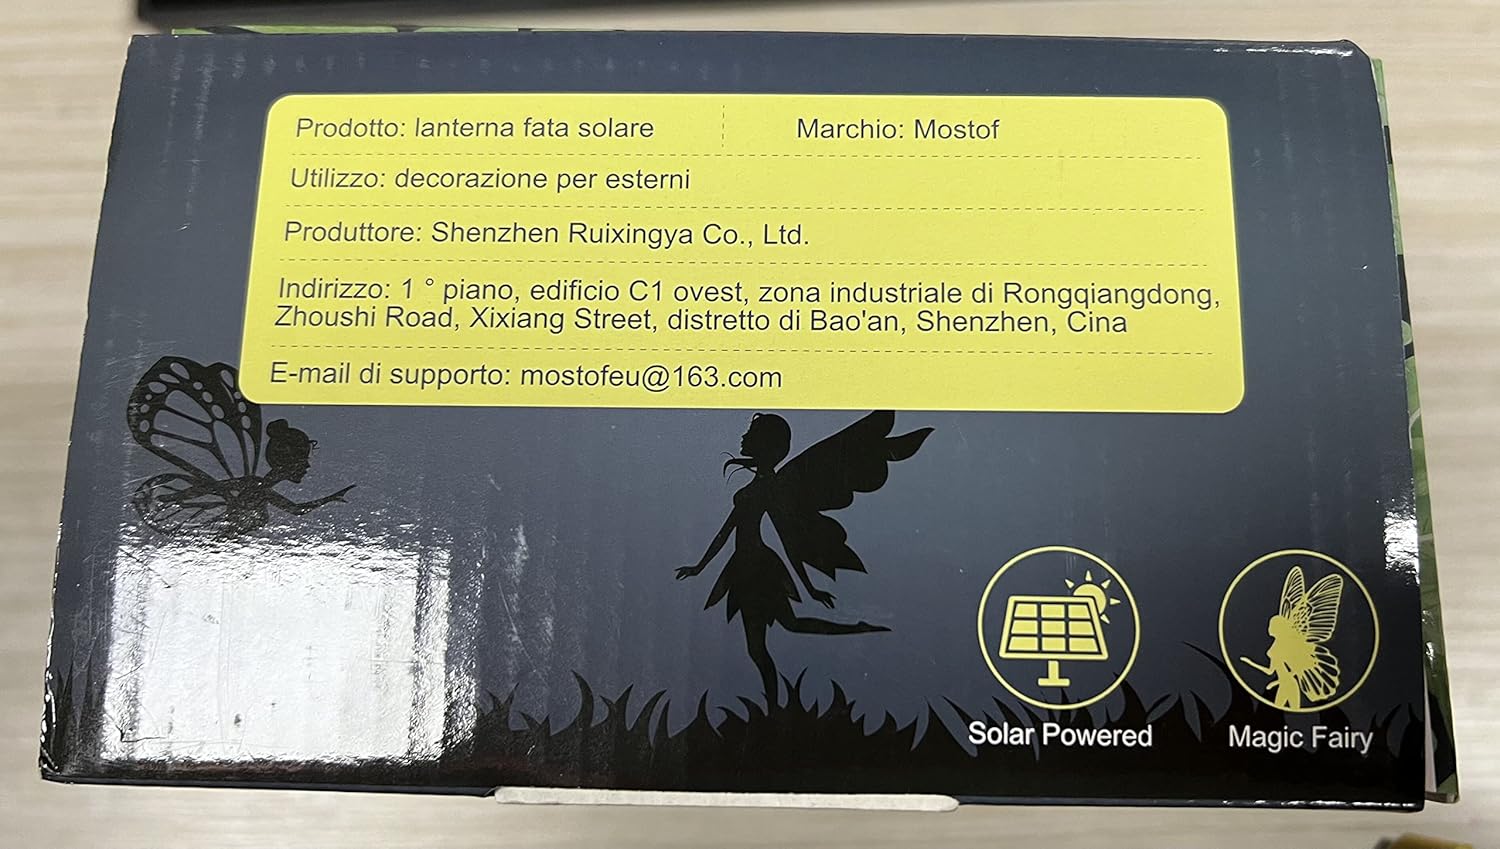 Prodotto: lanterna fata solare
Marchio: Mostof
Utilizzo: decorazione per esterni
Produttore: Shenzhen Ruixingya Co., Ltd.
Indirizzo: 1 ° piano, edificio C1 ovest, zona industriale di Rongqiangdong,
Zhoushi Road, Xixiang Street, distretto di Bao'an, Shenzhen, Cina
E-mail di supporto: mostofeu@163.com
Solar Powered
Magic Fairy